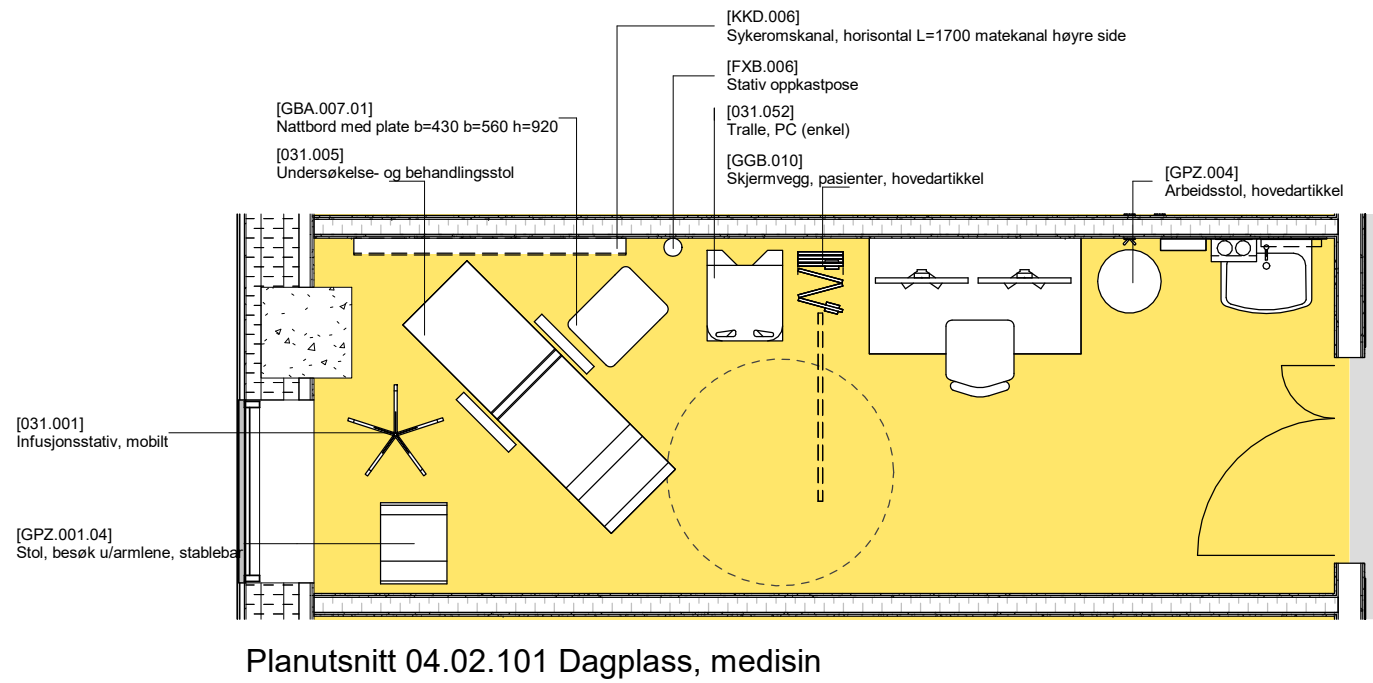 [KKD.006]
Sykeromskanal, horisontal L=1700 matekanal høyre side
[FXB.006]
Stativ oppkastpose
[GBA.007.01]
Nattbord med plate b=430 b=560 h=920
[031.052]
Tralle, PC (enkel)
[031.005]
Undersøkelse- og behandlingsstol
[GGB.010]
Skjermvegg, pasienter, hovedartikkel
[GPZ.004]
Arbeidsstol, hovedartikkel
[031.001]
Infusjonsstativ, mobilt
[GPZ.001.04]
Stol, besøk u/armlene, stablebar
Planutsnitt 04.02.101 Dagplass, medisin